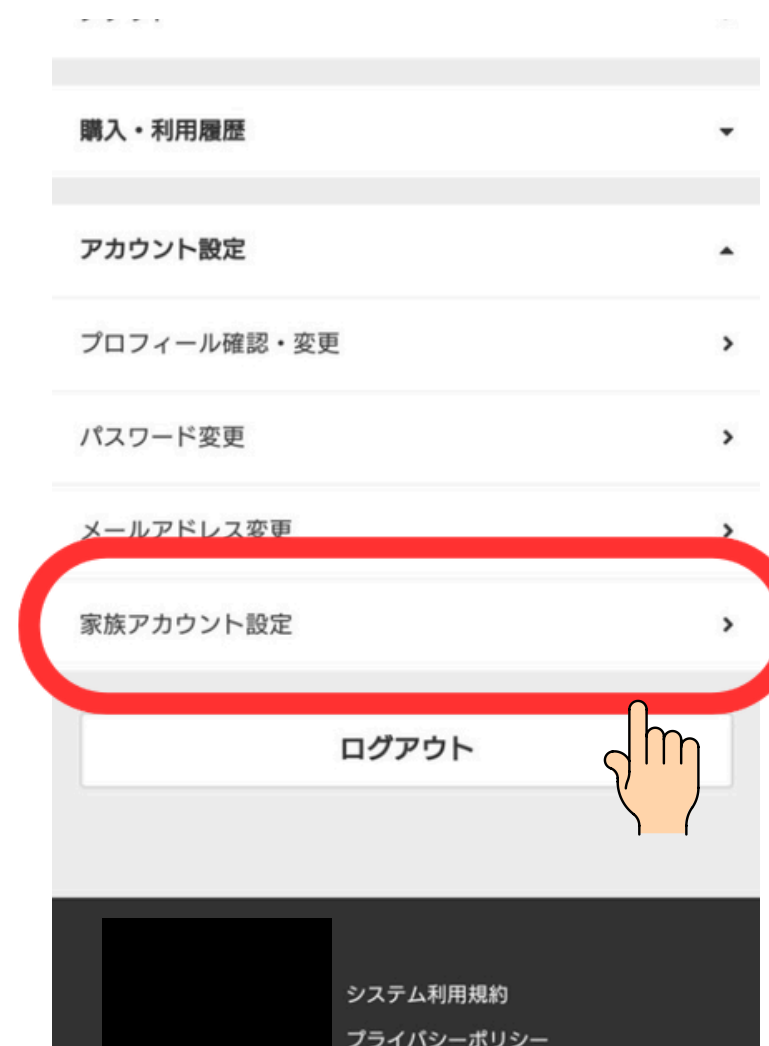 購入・利用履歴
アカウント設定
プロフィール確認・変更
パスワード変更
メールアドレス変更
家族アカウント設定
ログアウト
システム利用規約
プライバシーポリシー